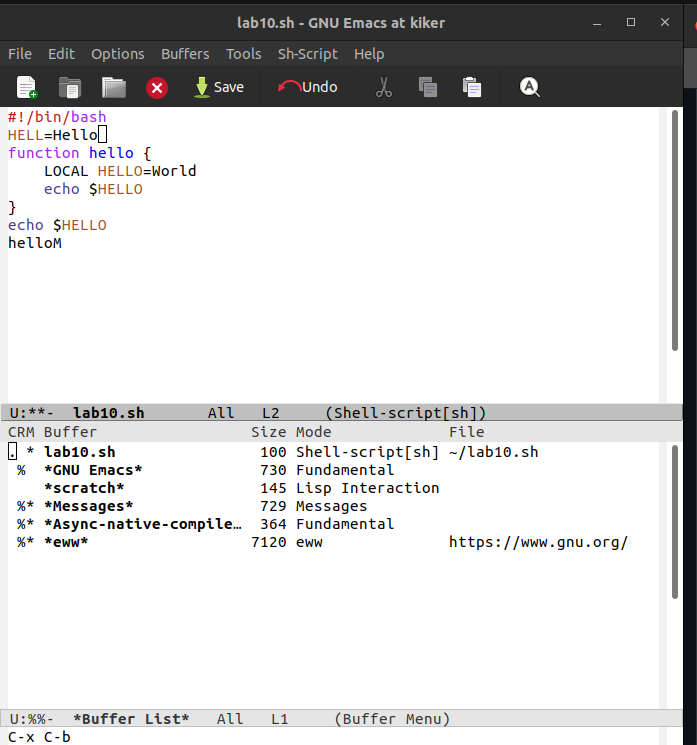 lab10.sh - GNU Emacs at kiker
File Edit Options Buffers Tools Sh-Script Help
Save Undo
#!/bin/bash
HELL=Hello
function hello {
    LOCAL HELLO=World
    echo $HELLO
}
echo $HELLO
helloM
U:**- lab10.sh All L2 (Shell-script[sh])
CRM Buffer Size Mode File
. * lab10.sh 100 Shell-script[sh] ~/lab10.sh
% *GNU Emacs* 730 Fundamental
*scratch* 145 Lisp Interaction
%* *Messages* 729 Messages
%* *Async-native-compile… 364 Fundamental
%* *eww* 7120 eww https://www.gnu.org/
U:%%- *Buffer List* All L1 (Buffer Menu)
C-x C-b